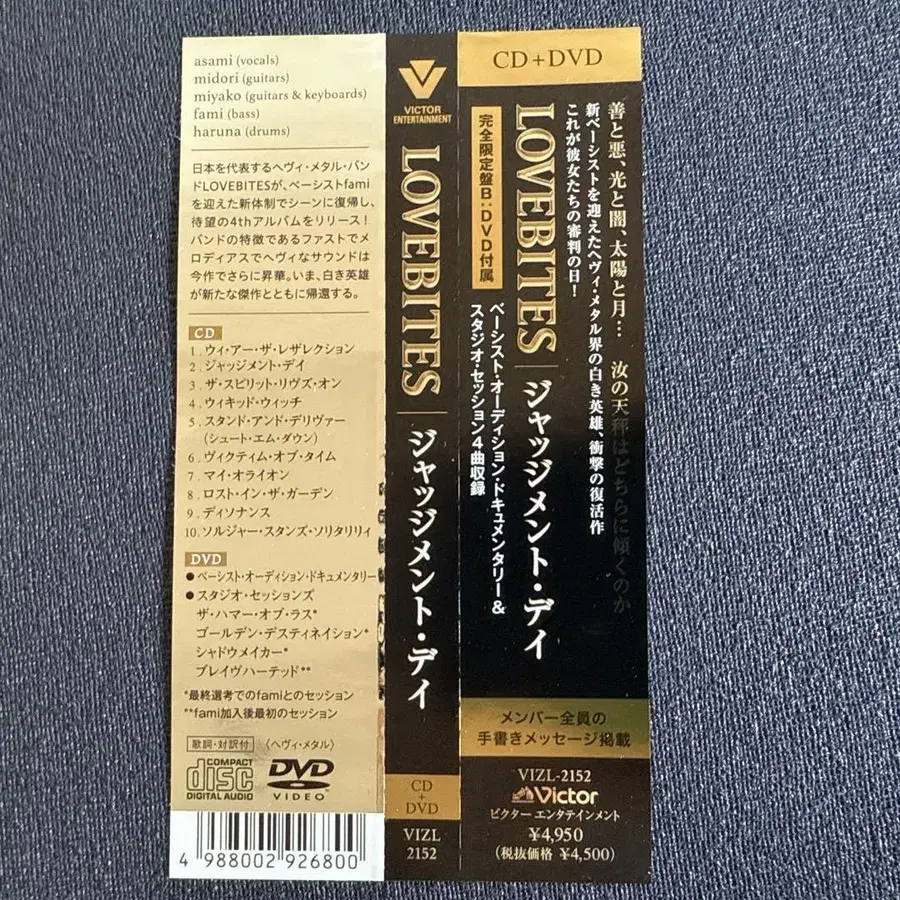 asami (vocals)
midori (guitars)
miyako (guitars & keyboards)
fami (bass)
haruna (drums)
日本を代表するヘヴィ・メタル・バン
ドLOVEBITESが、ベーシストfami
を迎えた新体制でシーンに復帰し、
待望の4thアルバムをリリース！
バンドの特徴であるファストでメ
ロディアスでヘヴィなサウンドは
今作でさらに昇華。いま、白き英雄
が新たな傑作とともに帰還する。
CD
1. ウィ・アー・ザ・レザレクション
2. ジャッジメント・デイ
3. ザ・スピリット・リヴズ・オン
4. ウィキッド・ウィッチ
5. スタンド・アンド・デリヴァー
(シュート・エム・ダウン)
6. ヴィクティム・オブ・タイム
7. マイ・オライオン
8. ロスト・イン・ザ・ガーデン
9. ディソナンス
10. ソルジャー・スタンズ・ソリタリリィ
DVD
●ベーシスト・オーディション・ドキュメンタリー
●スタジオ・セッションズ
ザ・ハマー・オブ・ラス*
ゴールデン・デスティネイション*
シャドウメイカー*
ブレイヴハーテッド**
*最終選考でのfamiとのセッション
**fami加入後最初のセッション
歌詞・対訳付 〈ヘヴィ・メタル〉
COMPACT
disc
DIGITAL AUDIO
DVD
VIDEO
4 988002 926800
VICTOR
ENTERTAINMENT
LOVEBITES
ジャッジメント・デイ
CD
+
DVD
VIZL
2152
CD+DVD
善と悪、光と闇、太陽と月… 汝の天秤はどちらに傾くのか
新ベーシストを迎えたヘヴィ・メタル界の白き英雄、衝撃の復活作
これが彼女たちの審判の日！
LOVEBITES
ジャッジメント・デイ
完全限定盤B：DVD付属
ベーシスト・オーディション・ドキュメンタリー&
スタジオ・セッション4曲収録
メンバー全員の
手書きメッセージ掲載
VIZL-2152
Victor
ビクターエンタテインメント
¥4,950
(税抜価格 ¥4,500)